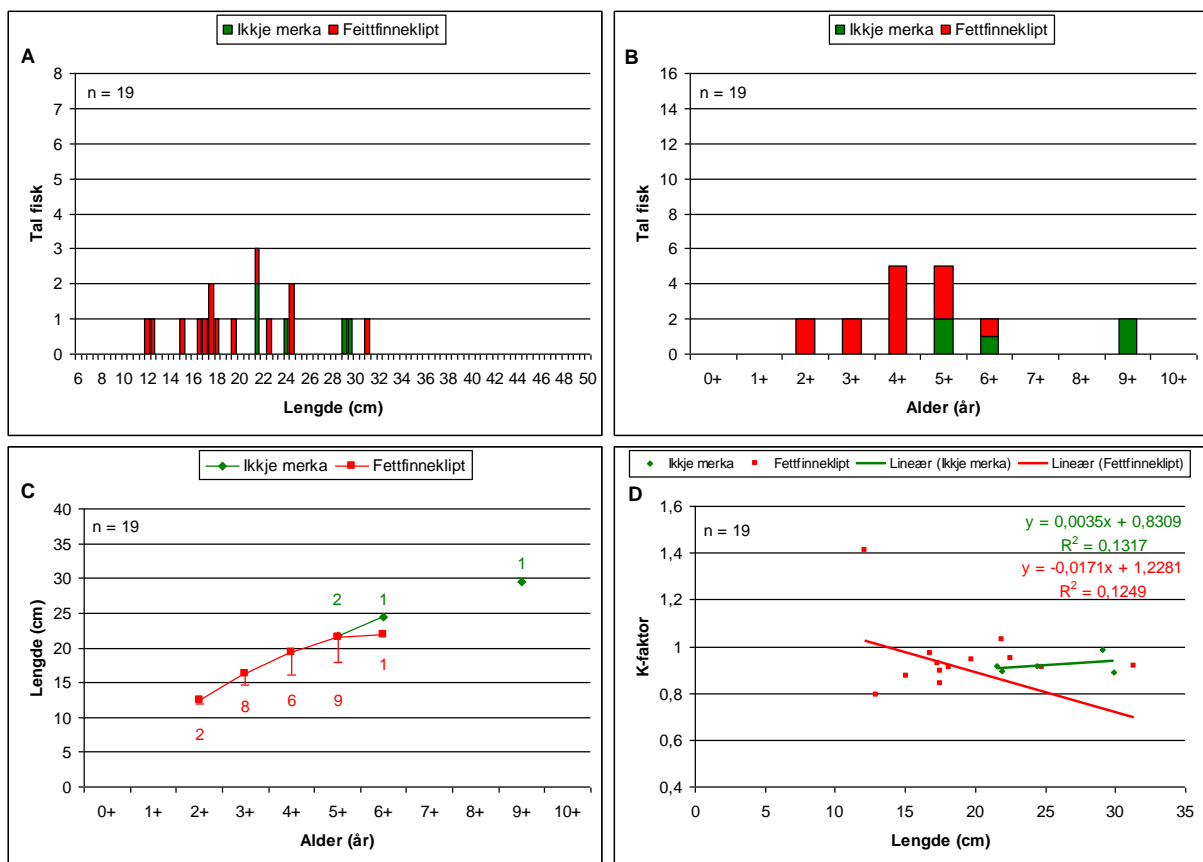 Ikkje merka Feittfinneklipt
A
n = 19
Tal fisk
8
7
6
5
4
3
2
1
0
6 8 10 12 14 16 18 20 22 24 26 28 30 32 34 36 38 40 42 44 46 48 50
Lengde (cm)
Ikkje merka Fettfinneklipt
B
n = 19
Tal fisk
16
14
12
10
8
6
4
2
0
0+ 1+ 2+ 3+ 4+ 5+ 6+ 7+ 8+ 9+ 10+
Alder (år)
Ikkje merka Fettfinneklipt
C
n = 19
Lengde (cm)
40
35
30
25
20
15
10
5
0
1
2 1
2 8 6 9 1
0+ 1+ 2+ 3+ 4+ 5+ 6+ 7+ 8+ 9+ 10+
Alder (år)
Ikkje merka Fettfinneklipt Lineær (Ikkje merka) Lineær (Fettfinneklipt)
D
n = 19
y = 0,0035x + 0,8309
R² = 0,1317
y = -0,0171x + 1,2281
R² = 0,1249
K-faktor
1,6
1,4
1,2
1
0,8
0,6
0,4
0 5 10 15 20 25 30 35
Lengde (cm)